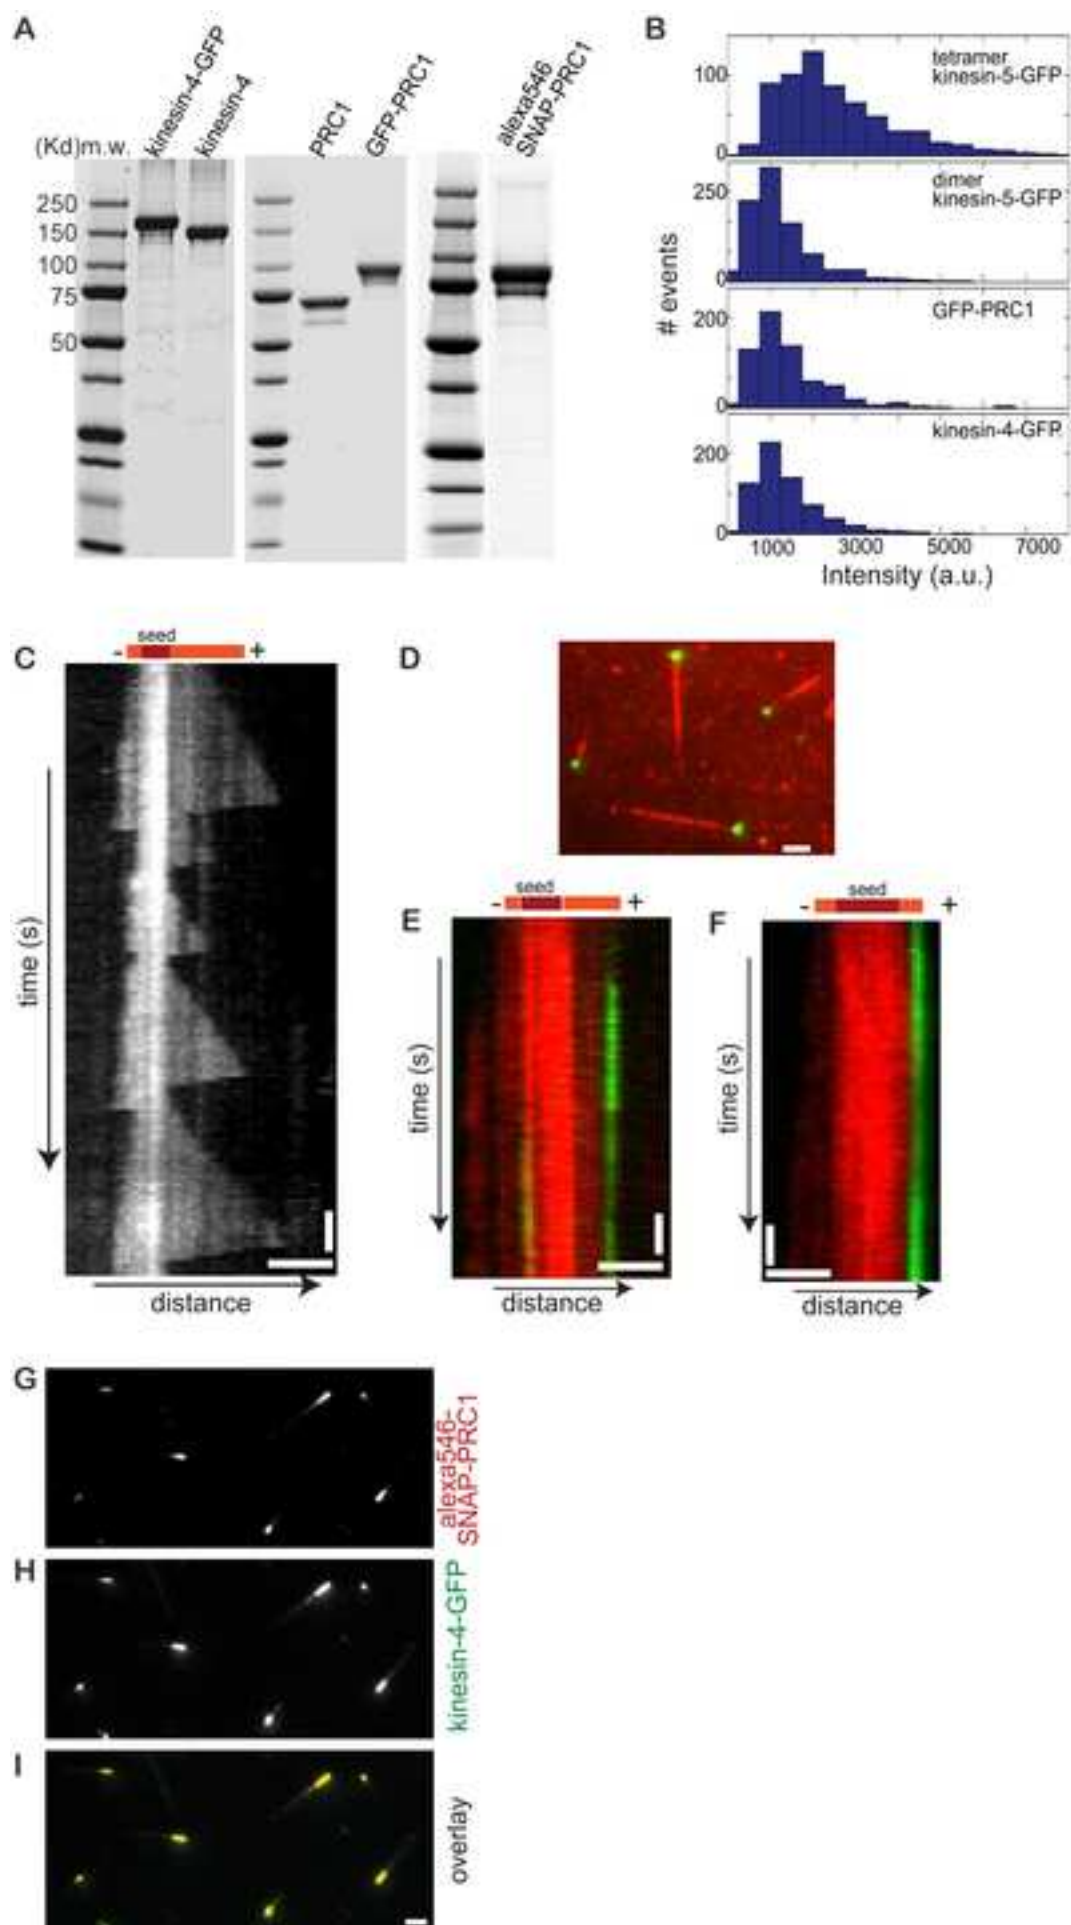 A
kinesin-4-GFP
kinesin-4
PRC1
GFP-PRC1
alexa546
SNAP-PRC1
(Kd)m.w.
250
150
100
75
50
B
tetramer
kinesin-5-GFP
100
0
dimer
kinesin-5-GFP
250
0
GFP-PRC1
200
0
kinesin-4-GFP
200
0
# events
1000 3000 5000 7000
Intensity (a.u.)
C
seed
- +
time (s)
distance
D
E
seed
- +
time (s)
distance
F
seed
- +
time (s)
distance
G
alexa546-
SNAP-PRC1
H
kinesin-4-GFP
I
overlay